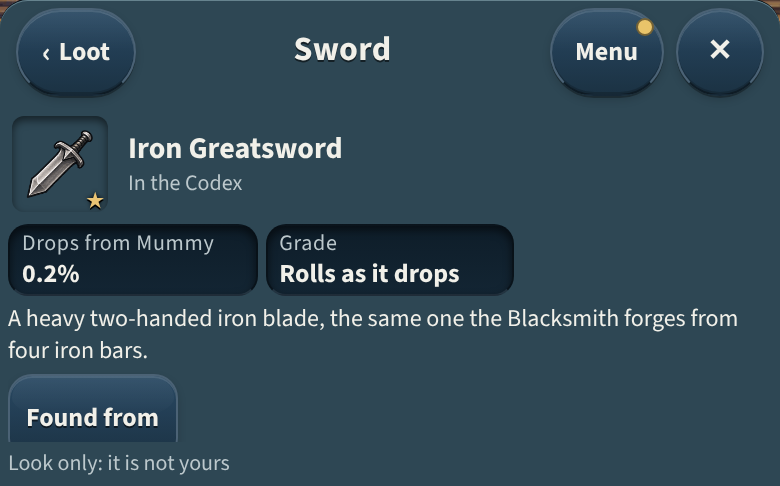 ‹ Loot
Sword
Menu
✕
Iron Greatsword
In the Codex
Drops from Mummy
0.2%
Grade
Rolls as it drops
A heavy two-handed iron blade, the same one the Blacksmith forges from
four iron bars.
Found from
Look only: it is not yours